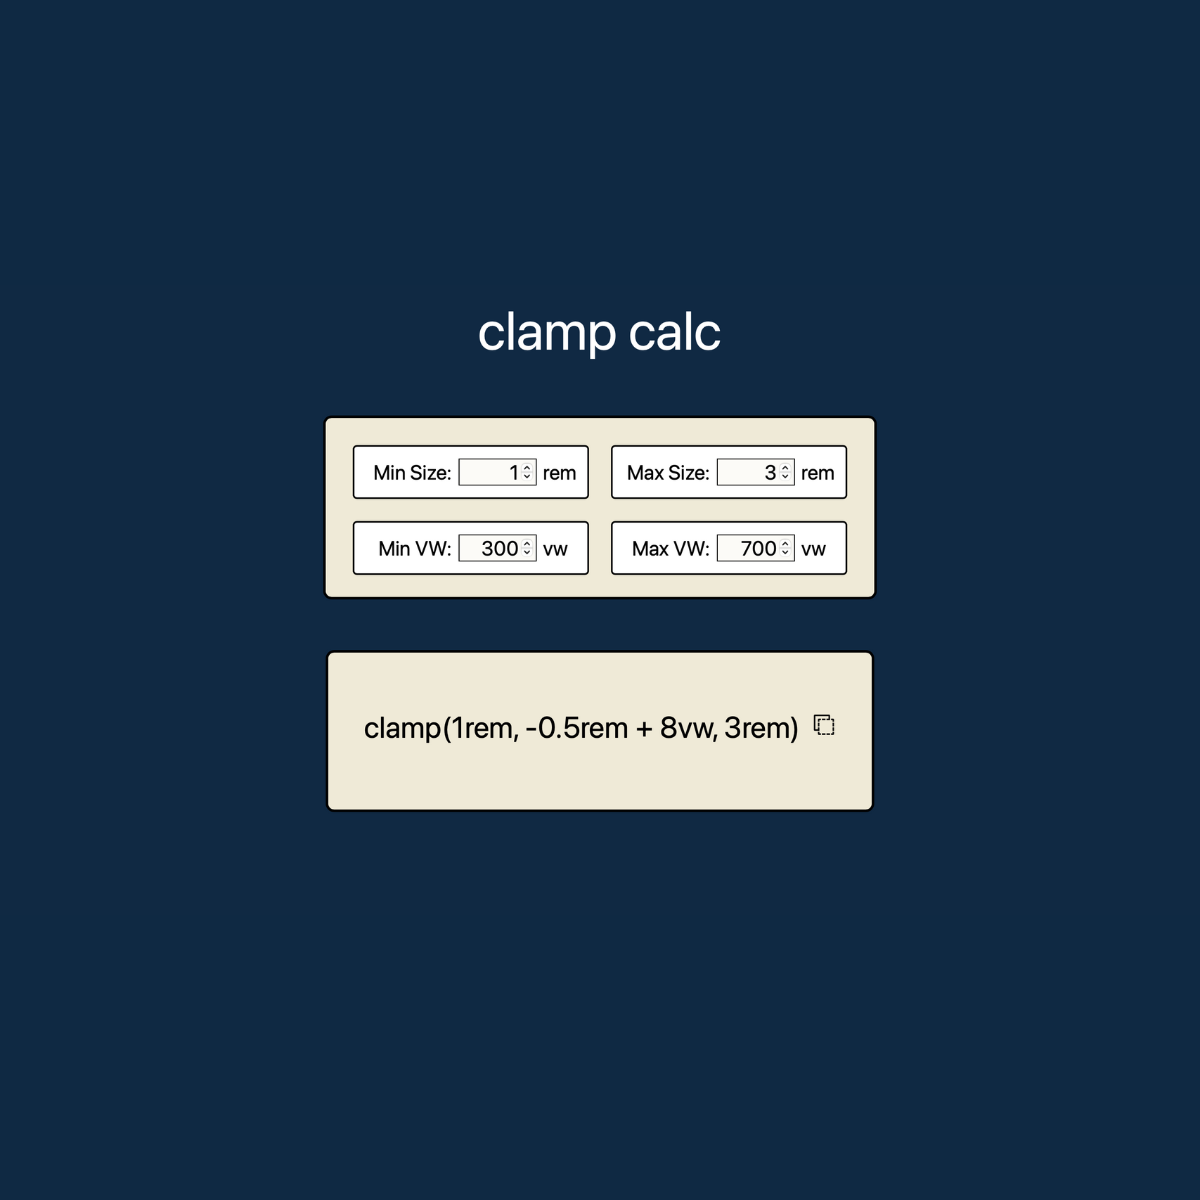 clamp calc
Min Size: 1 rem
Max Size: 3 rem
Min VW: 300 vw
Max VW: 700 vw
clamp(1rem, -0.5rem + 8vw, 3rem)